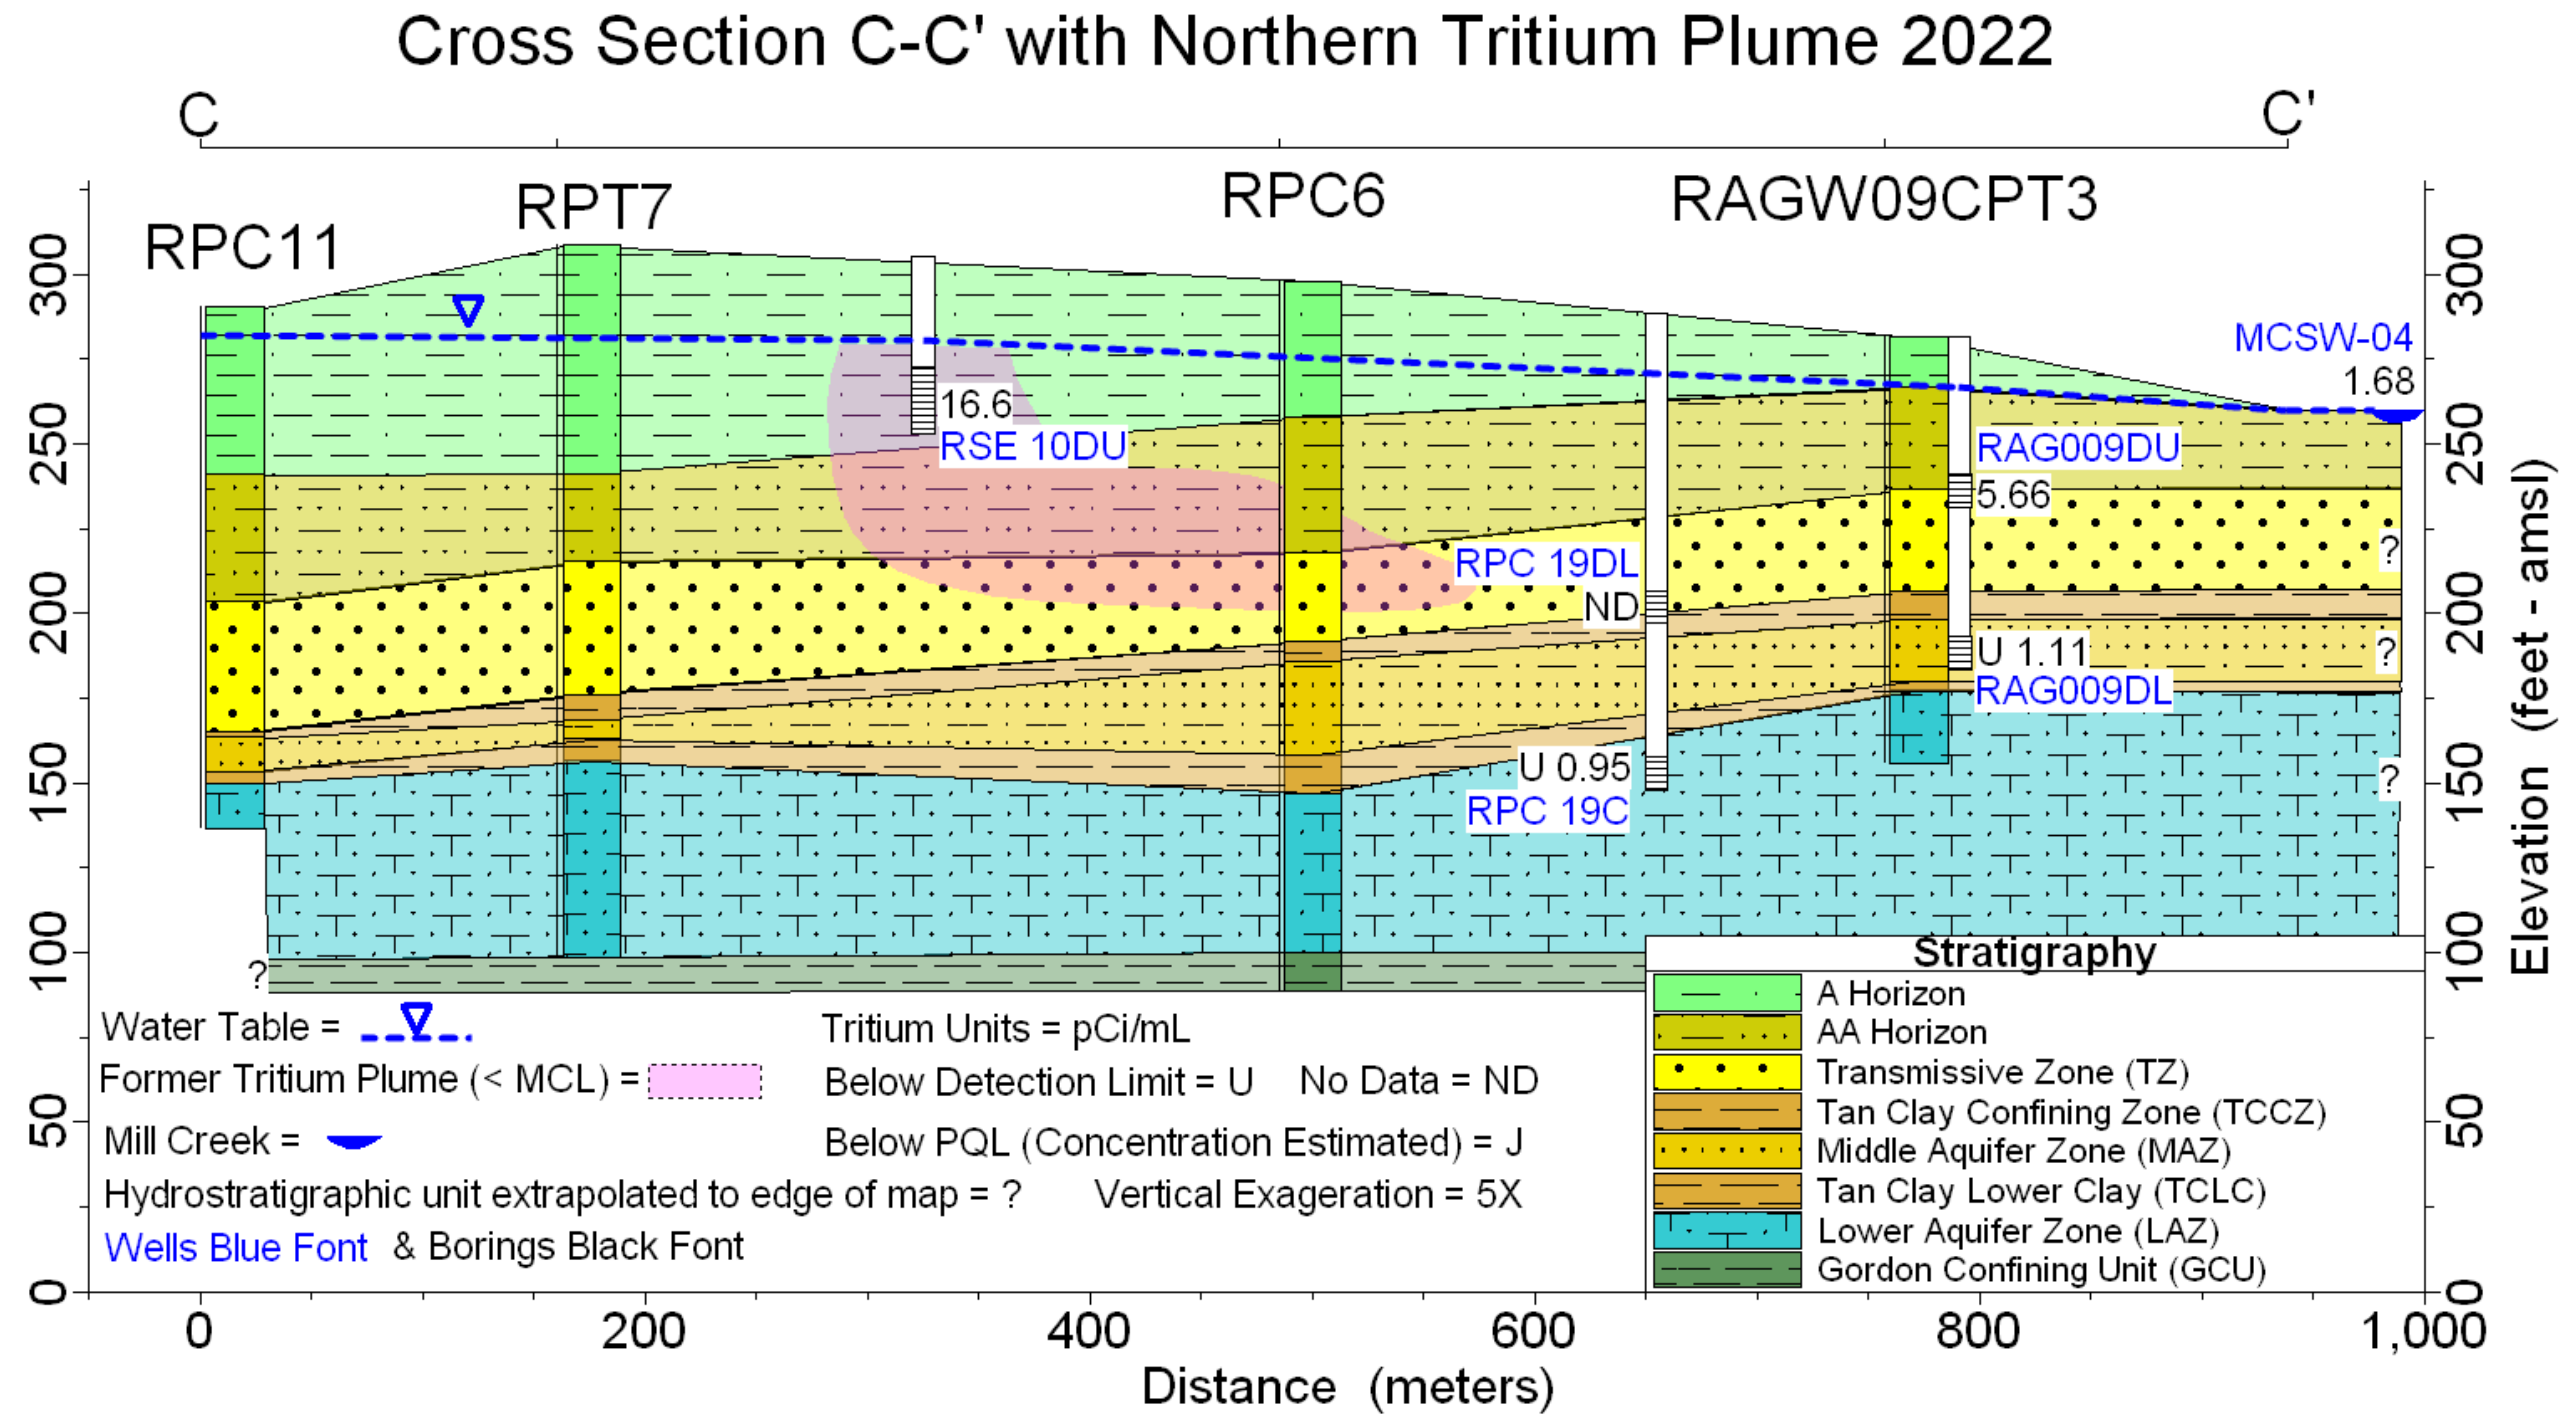 Cross Section C-C' with Northern Tritium Plume 2022
C C'
RPC11 RPT7 RPC6 RAGW09CPT3
MCSW-04
1.68
16.6
RSE 10DU
RAG009DU
5.66
RPC 19DL
ND
U 1.11
RAG009DL
U 0.95
RPC 19C
?
?
?
?
300
250
200
150
100
50
0
300
250
200
150
100
50
0
Elevation (feet - amsl)
Water Table =
Tritium Units = pCi/mL
Former Tritium Plume (< MCL) =
Below Detection Limit = U No Data = ND
Mill Creek =
Below PQL (Concentration Estimated) = J
Hydrostratigraphic unit extrapolated to edge of map = ? Vertical Exageration = 5X
Wells Blue Font & Borings Black Font
Stratigraphy
A Horizon
AA Horizon
Transmissive Zone (TZ)
Tan Clay Confining Zone (TCCZ)
Middle Aquifer Zone (MAZ)
Tan Clay Lower Clay (TCLC)
Lower Aquifer Zone (LAZ)
Gordon Confining Unit (GCU)
0 200 400 600 800 1,000
Distance (meters)